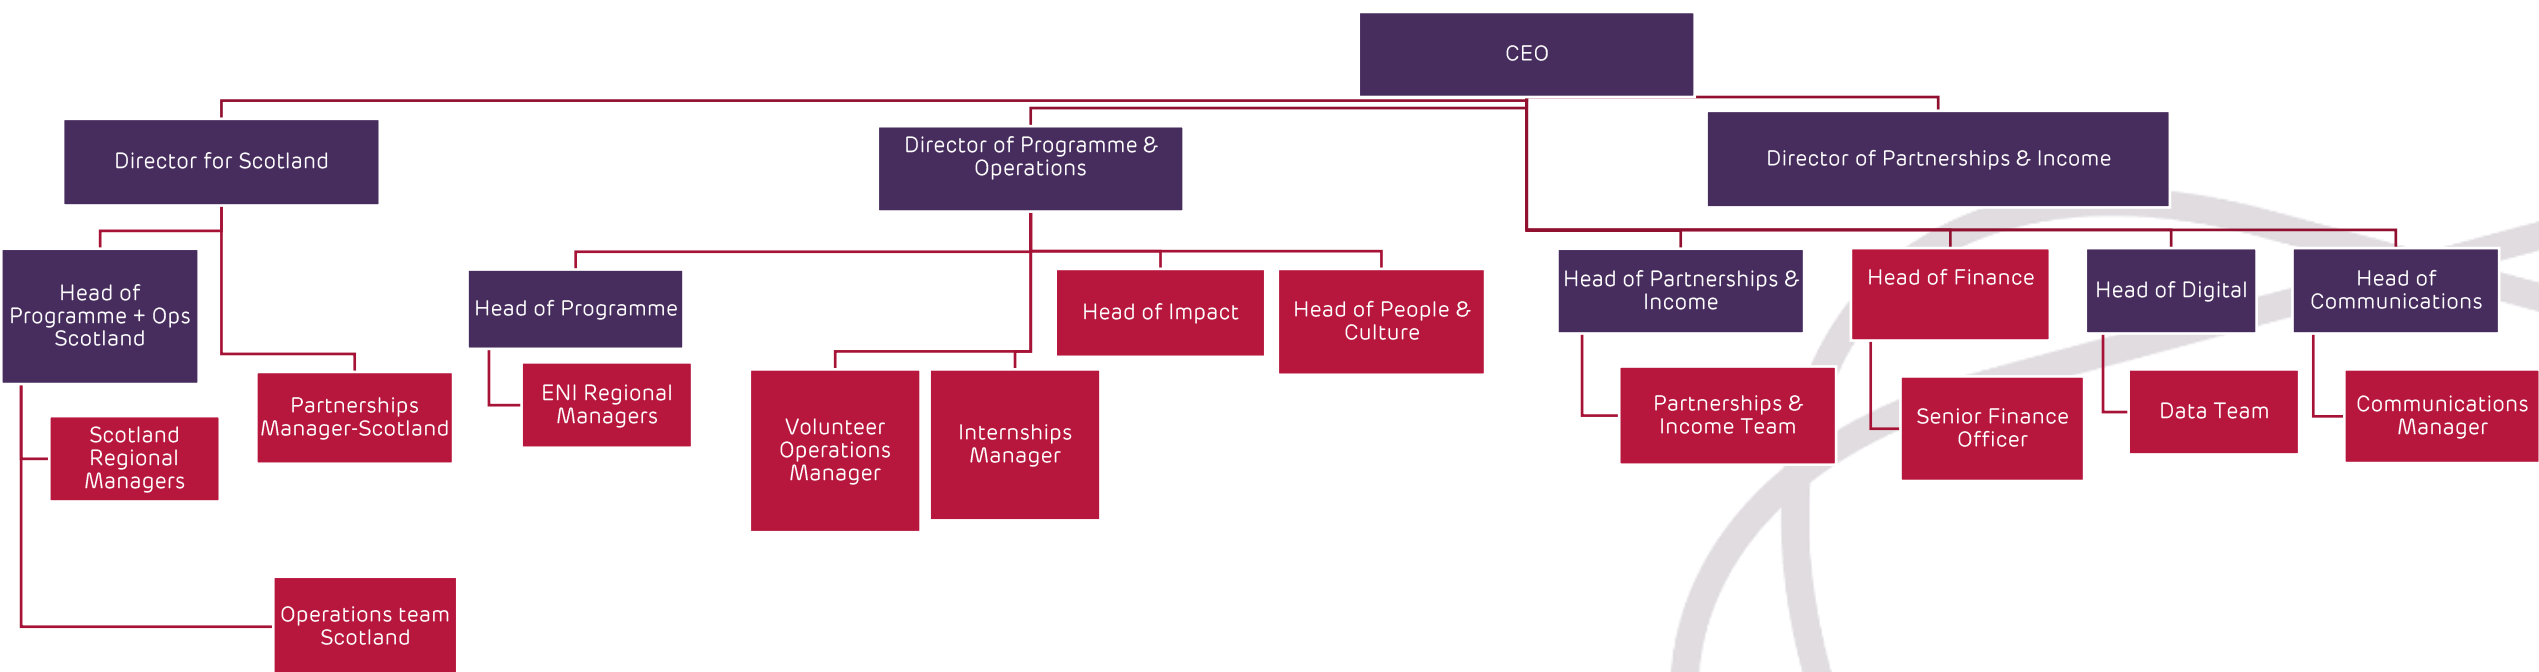 CEO
Director for Scotland
Director of Programme &
Operations
Director of Partnerships & Income
Head of
Programme + Ops
Scotland
Head of Programme
Head of Impact
Head of People &
Culture
Head of Partnerships &
Income
Head of Finance
Head of Digital
Head of
Communications
Partnerships
Manager-Scotland
ENI Regional
Managers
Volunteer
Operations
Manager
Internships
Manager
Partnerships &
Income Team
Senior Finance
Officer
Data Team
Communications
Manager
Scotland
Regional
Managers
Operations team
Scotland